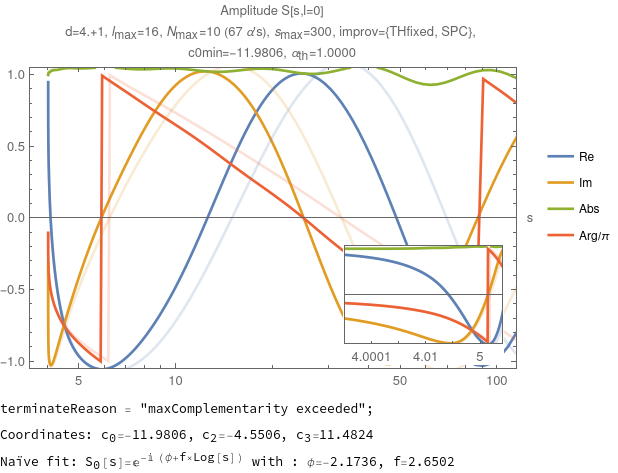 Amplitude S[s,l=0]
d=4.+1, lmax=16, Nmax=10 (67 α's), smax=300, improv={THfixed, SPC},
c0min=−11.9806, αth=1.0000
1.0
0.5
0.0
−0.5
−1.0
5
10
50
100
s
4.0001
4.01
5
Re
Im
Abs
Arg/π
terminateReason = "maxComplementarity exceeded";
Coordinates: c0=−11.9806, c2=−4.5506, c3=11.4824
Naïve fit: S0[s]=e^−i (ϕ+f×Log[s]) with : ϕ=−2.1736, f=2.6502